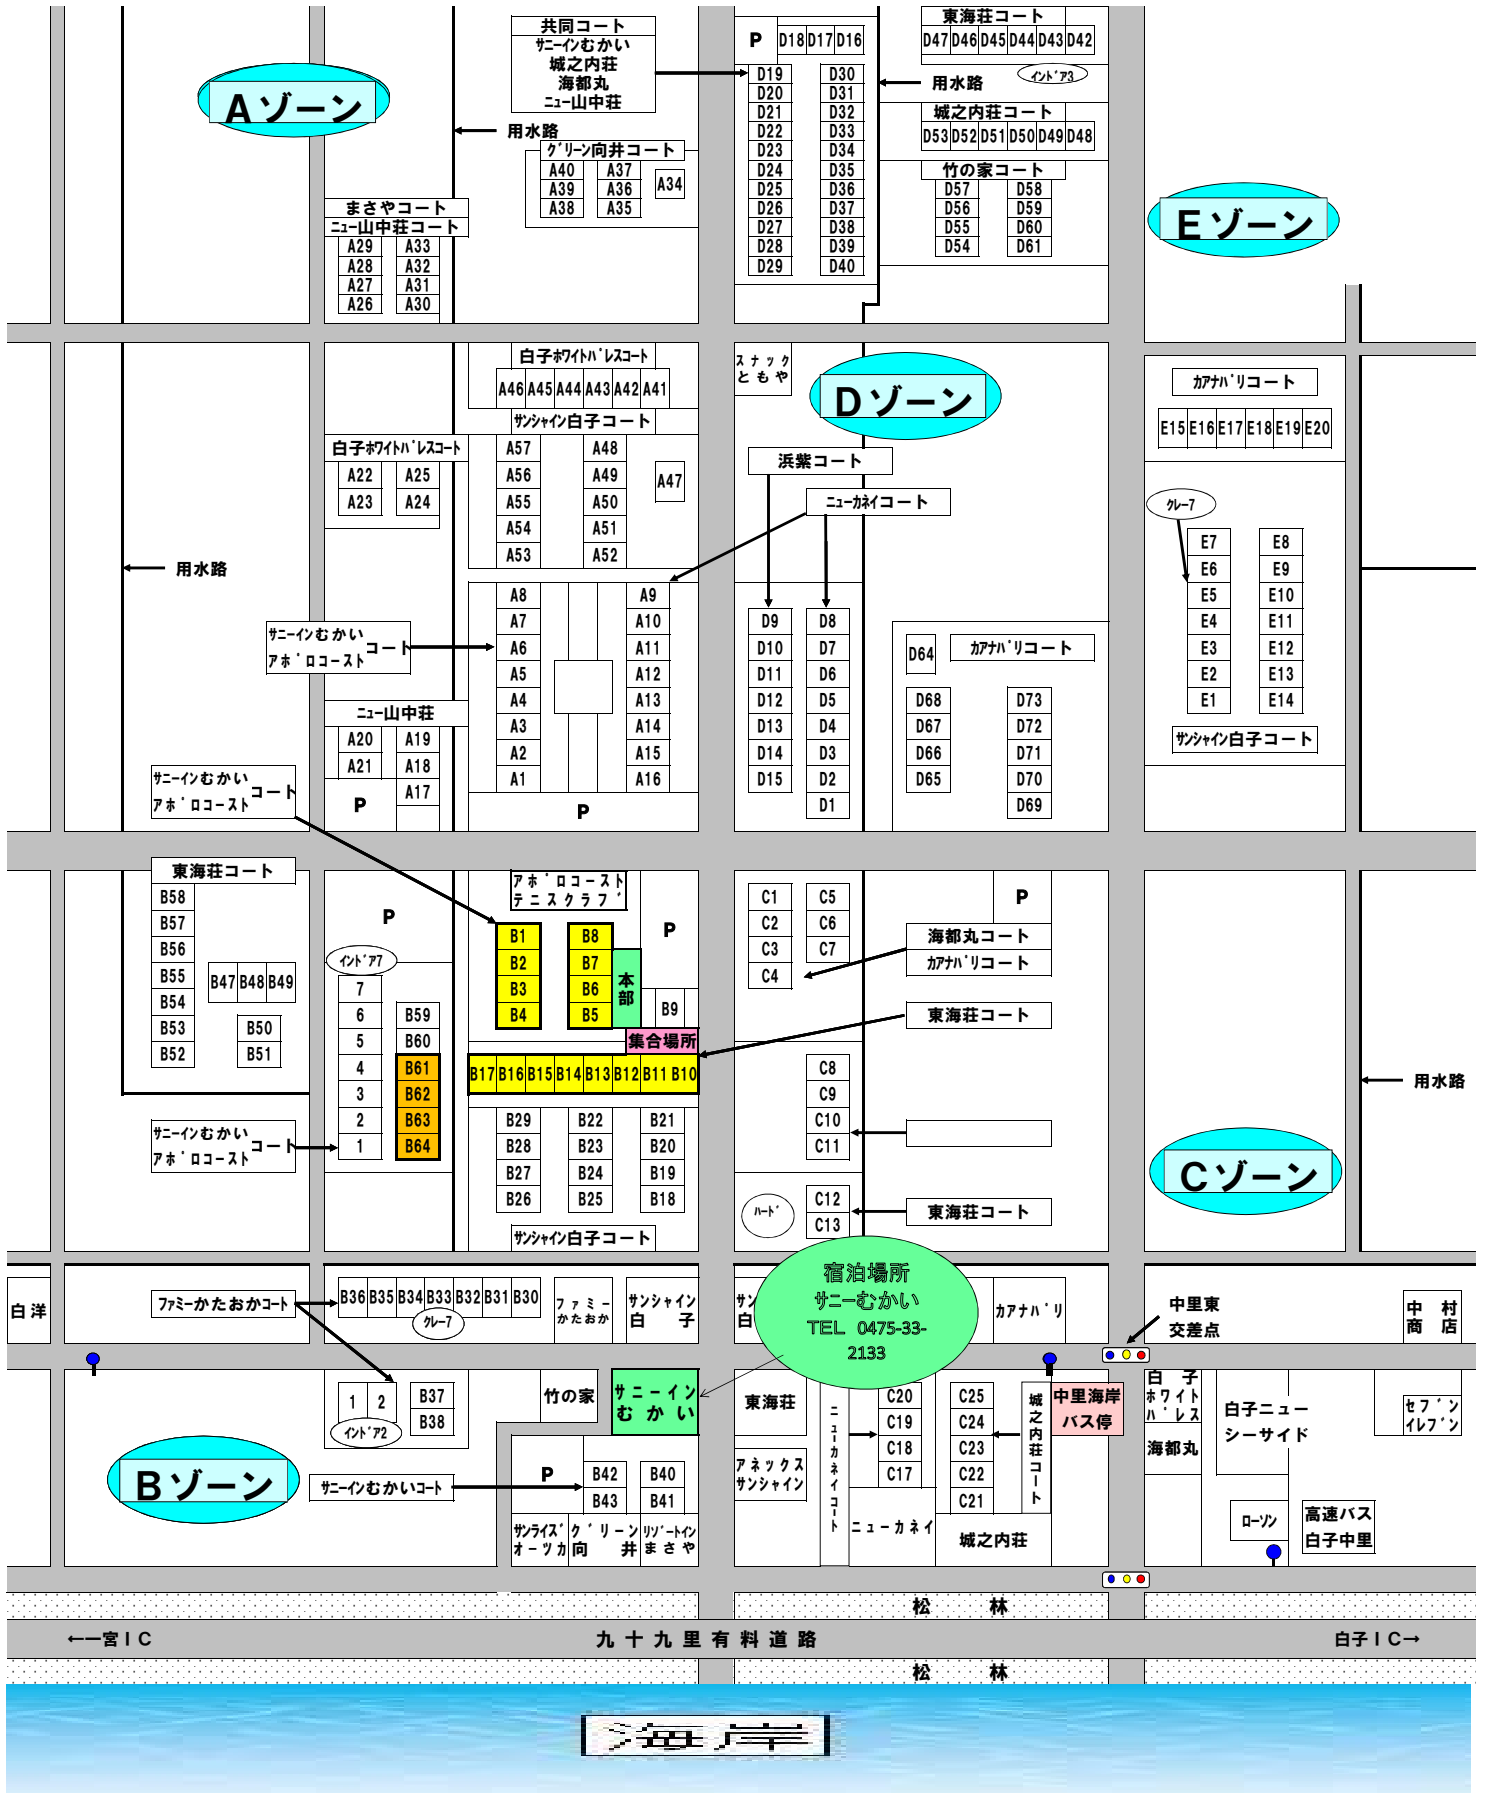 共同コート
サニーインむかい
城之内荘
海都丸
ニュー山中荘
P
D18 D17 D16
東海荘コート
D47 D46 D45 D44 D43 D42
インドア3
Aゾーン
用水路
用水路
D19 D30
D20 D31
D21 D32
D22 D33
D23 D34
D24 D35
D25 D36
D26 D37
D27 D38
D28 D39
D29 D40
城之内荘コート
D53 D52 D51 D50 D49 D48
竹の家コート
D57 D58
D56 D59
D55 D60
D54 D61
グリーン向井コート
A40 A37 A34
A39 A36
A38 A35
まさやコート
ニュー山中荘コート
A29 A33
A28 A32
A27 A31
A26 A30
Eゾーン
白子ホワイトパレスコート
A46 A45 A44 A43 A42 A41
サンシャイン白子コート
スナック
ともや
Dゾーン
カアナパリコート
E15 E16 E17 E18 E19 E20
白子ホワイトパレスコート
A22 A25
A23 A24
A57 A48
A56 A49 A47
A55 A50
A54 A51
A53 A52
浜紫コート
ニューカネイコート
クレー7
E7 E8
E6 E9
E5 E10
E4 E11
E3 E12
E2 E13
E1 E14
サンシャイン白子コート
用水路
サニーインむかい
アポロコースト
コート
A8 A9
A7 A10
A6 A11
A5 A12
A4 A13
A3 A14
A2 A15
A1 A16
P
D9 D8
D10 D7
D11 D6
D12 D5
D13 D4
D14 D3
D15 D2
D1
D64
カアナパリコート
D68 D73
D67 D72
D66 D71
D65 D70
D69
ニュー山中荘
A20 A19
A21 A18
A17
P
サニーインむかい
アポロコースト
コート
東海荘コート
B58
B57
B56
B55
B54
B53
B52
B47 B48 B49
B50
B51
P
インドア7
7
6 B59
5 B60
4 B61
3 B62
2 B63
1 B64
アポロコースト
テニスクラブ
P
B1 B8
B2 B7
B3 B6
B4 B5
本部
B9
集合場所
B17 B16 B15 B14 B13 B12 B11 B10
B29 B22 B21
B28 B23 B20
B27 B24 B19
B26 B25 B18
サンシャイン白子コート
C1 C5
C2 C6
C3 C7
C4
P
海都丸コート
カアナパリコート
東海荘コート
C8
C9
C10
C11
C12
C13
ハード
東海荘コート
用水路
Cゾーン
サニーインむかい
アポロコースト
コート
白洋
ファミーかたおかコート
B36 B35 B34 B33 B32 B31 B30
クレー7
ファミー
かたおか
サンシャイン
白子
サン
白
宿泊場所
サニーむかい
TEL 0475-33-
2133
カアナパリ
中里東
交差点
中村
商店
1 2
インドア2
B37
B38
竹の家
サニーイン
むかい
東海荘
ニューカネイコート
C20
C19
C18
C17
C25
C24
C23
C22
C21
城之内荘コート
中里海岸
バス停
白子
ホワイト
パレス
海都丸
白子ニュー
シーサイド
セブン
イレブン
Bゾーン
サニーインむかいコート
P
B42 B40
B43 B41
アネックス
サンシャイン
サンライズ
オーツカ
グリーン
向井
リゾートイン
まさや
ニューカネイ
城之内荘
ローソン
高速バス
白子中里
松林
←一宮IC
九十九里有料道路
白子IC→
松林
海岸